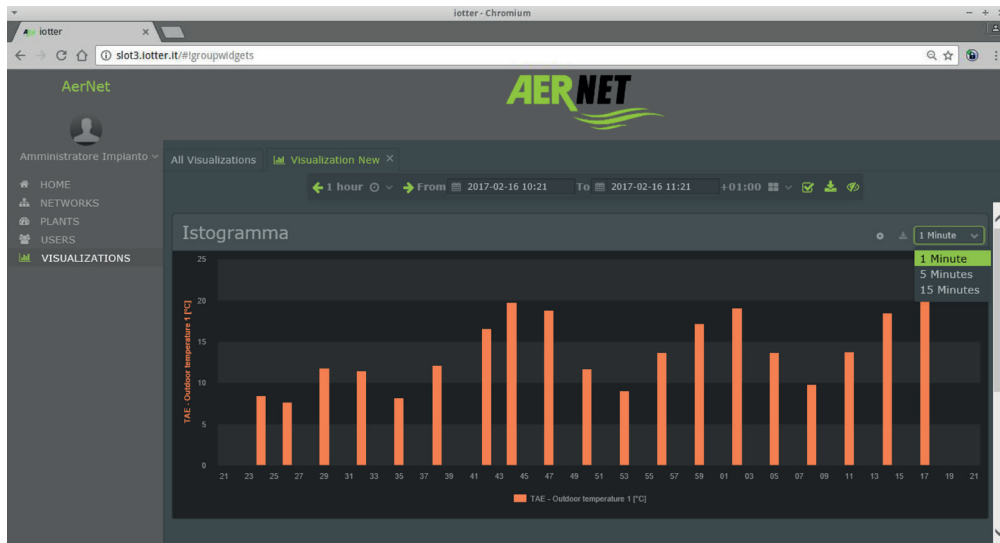 iotter - Chromium
iotter
slot3.iotter.it/#!groupwidgets
AerNet
AERNET
Amministratore Impianto
HOME
NETWORKS
PLANTS
USERS
VISUALIZATIONS
All Visualizations
Visualization New
1 hour From 2017-02-16 10:21 To 2017-02-16 11:21 +01:00
Istogramma
1 Minute
1 Minute
5 Minutes
15 Minutes
TAE - Outdoor temperature 1 [°C]
25
20
15
10
5
0
21 23 25 27 29 31 33 35 37 39 41 43 45 47 49 51 53 55 57 59 01 03 05 07 09 11 13 15 17 19 21
TAE - Outdoor temperature 1 [°C]